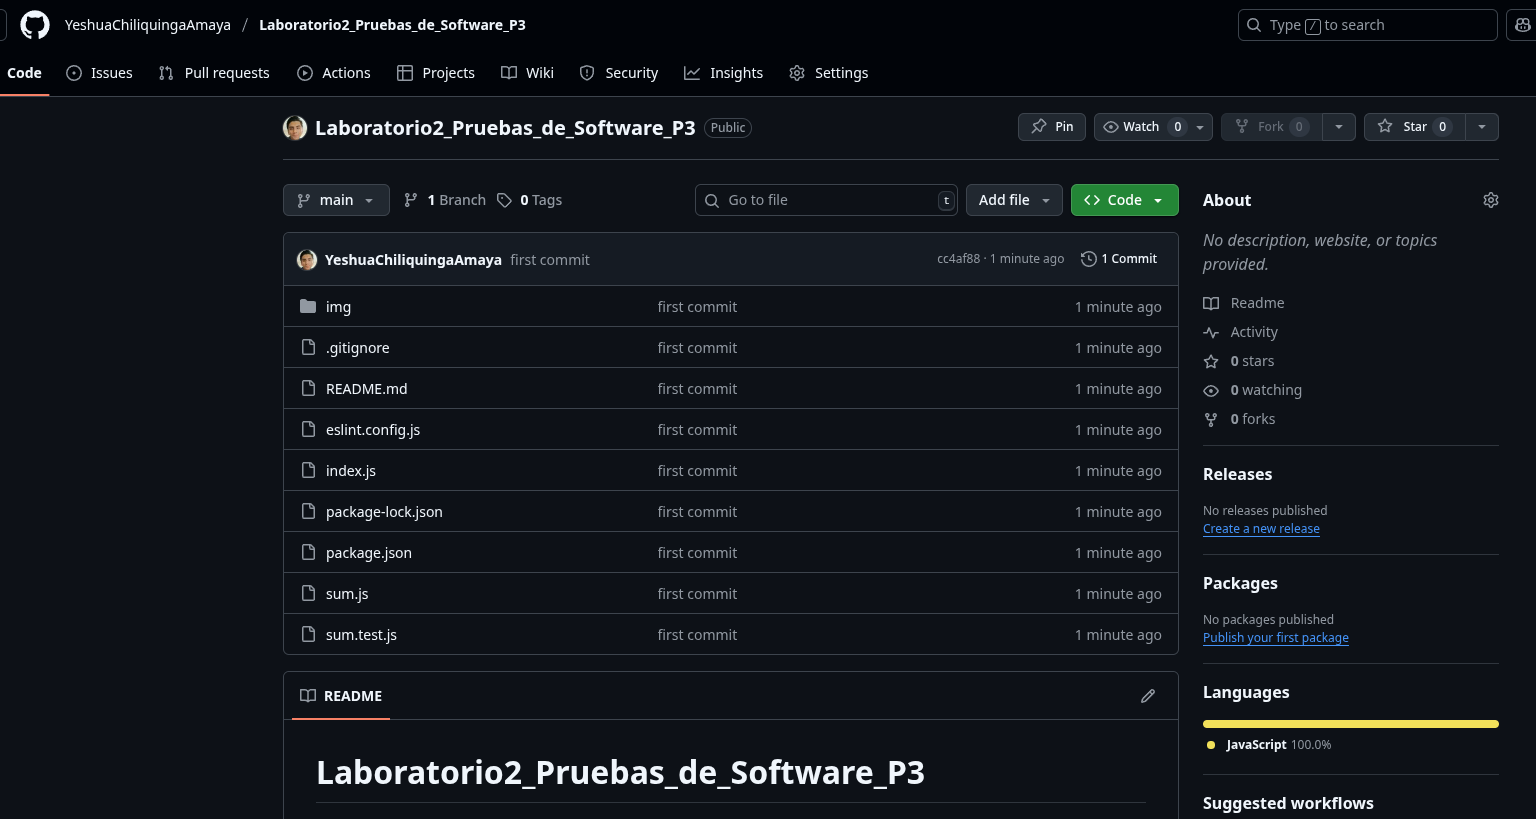 YeshuaChiliquingaAmaya / Laboratorio2_Pruebas_de_Software_P3
Type / to search
Code Issues Pull requests Actions Projects Wiki Security Insights Settings
Laboratorio2_Pruebas_de_Software_P3 Public
Pin Watch 0 Fork 0 Star 0
main 1 Branch 0 Tags
Go to file t Add file Code
YeshuaChiliquingaAmaya first commit cc4af88 · 1 minute ago 1 Commit
img first commit 1 minute ago
.gitignore first commit 1 minute ago
README.md first commit 1 minute ago
eslint.config.js first commit 1 minute ago
index.js first commit 1 minute ago
package-lock.json first commit 1 minute ago
package.json first commit 1 minute ago
sum.js first commit 1 minute ago
sum.test.js first commit 1 minute ago
README
Laboratorio2_Pruebas_de_Software_P3
About
No description, website, or topics
provided.
Readme
Activity
0 stars
0 watching
0 forks
Releases
No releases published
Create a new release
Packages
No packages published
Publish your first package
Languages
JavaScript 100.0%
Suggested workflows